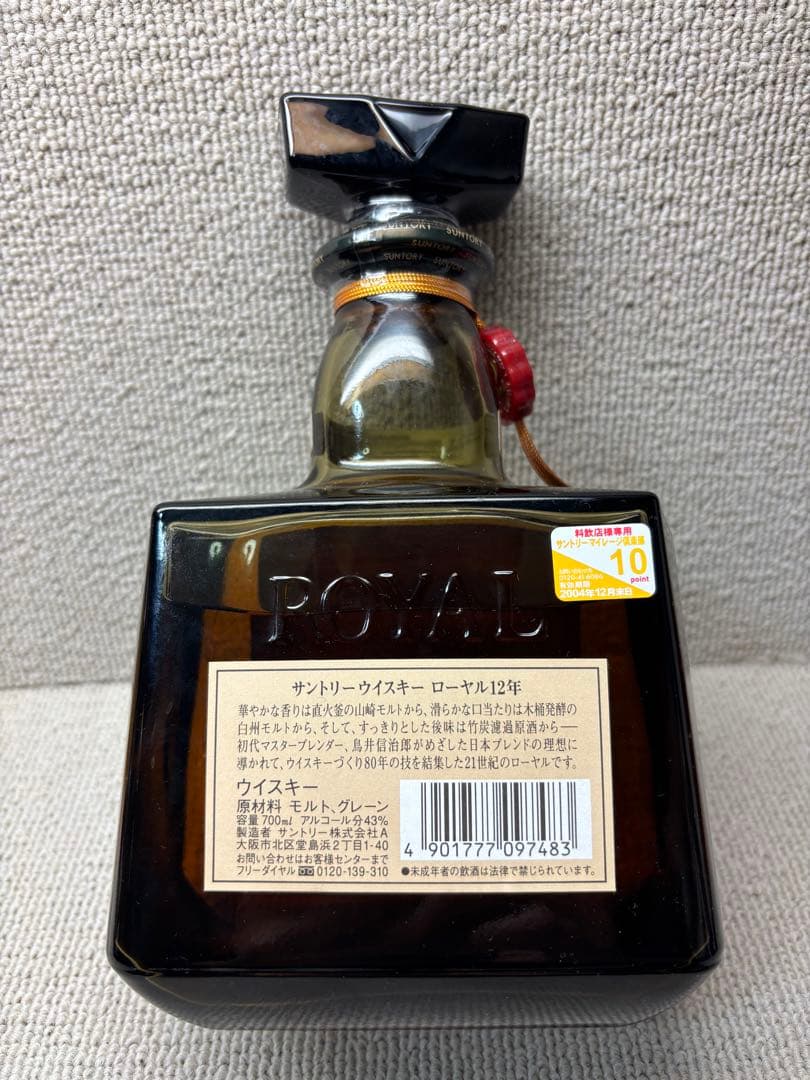 SUNTORY SUNTORY
SUNTORY
SUNTORY SUNTORY
料飲店様専用
サントリーマイレージ倶楽部
10
point
有効期限
2004年12月末日
ROYAL
サントリーウイスキー ローヤル12年
華やかな香りは直火釜の山崎モルトから、滑らかな口当たりは木桶発酵の
白州モルトから、そして、すっきりとした後味は竹炭濾過原酒から――
初代マスターブレンダー、鳥井信治郎がめざした日本ブレンドの理想に
導かれて、ウイスキーづくり80年の技を結集した21世紀のローヤルです。
ウイスキー
原材料 モルト、グレーン
容量700ml アルコール分43%
製造者 サントリー株式会社A
大阪市北区堂島浜2丁目1-40
お問い合わせはお客様センターまで
フリーダイヤル 0120-139-310
4 901777 097483
●未成年者の飲酒は法律で禁じられています。